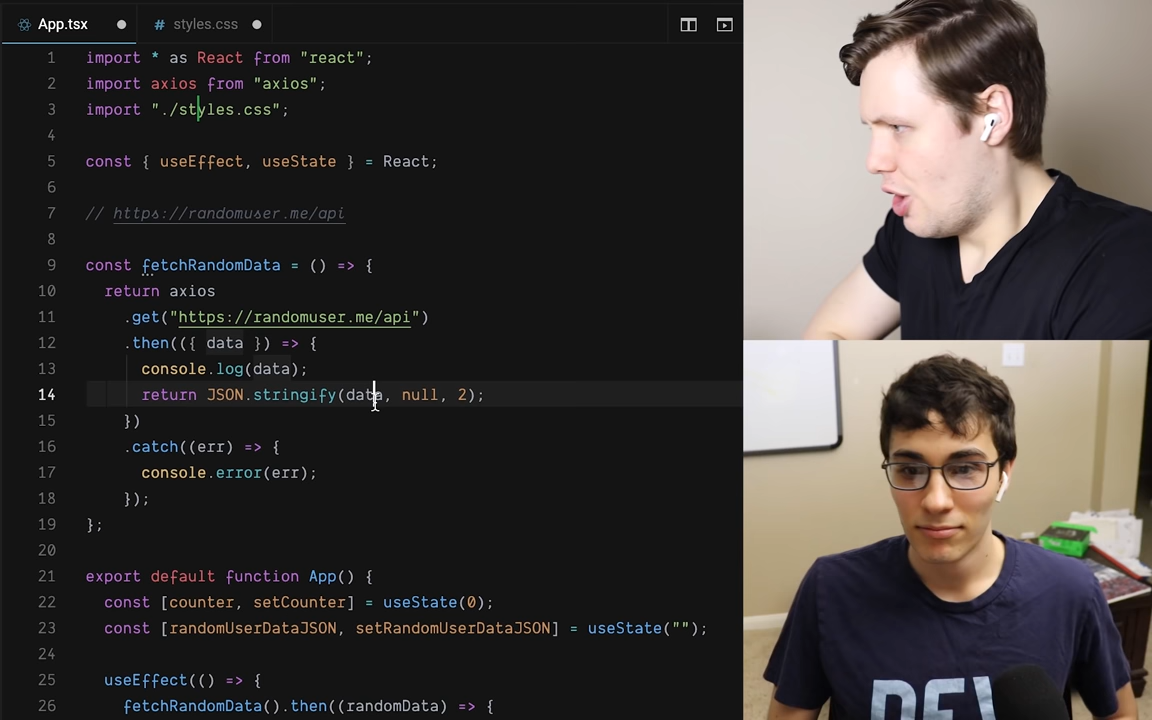 App.tsx
# styles.css
1 import * as React from "react";
2 import axios from "axios";
3 import "./styles.css";
4
5 const { useEffect, useState } = React;
6
7 // https://randomuser.me/api
8
9 const fetchRandomData = () => {
10 return axios
11 .get("https://randomuser.me/api")
12 .then(({ data }) => {
13 console.log(data);
14 return JSON.stringify(data, null, 2);
15 })
16 .catch((err) => {
17 console.error(err);
18 });
19 };
20
21 export default function App() {
22 const [counter, setCounter] = useState(0);
23 const [randomUserDataJSON, setRandomUserDataJSON] = useState("");
24
25 useEffect(() => {
26 fetchRandomData().then((randomData) => {